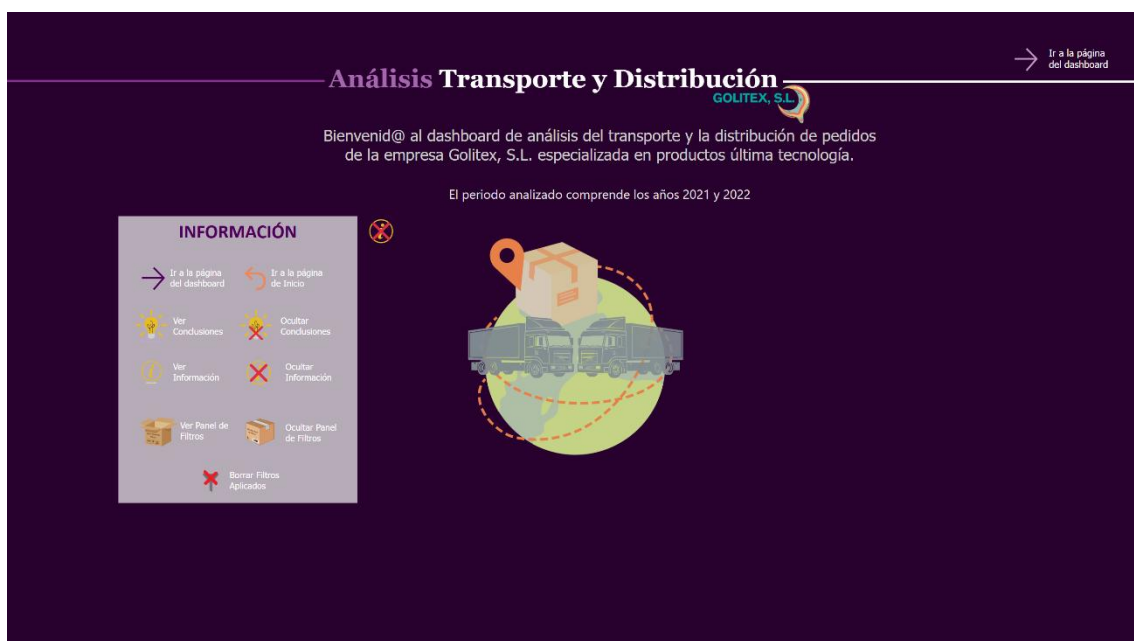 Ir a la página
del dashboard
Análisis Transporte y Distribución
GOLITEX, S.L.
Bienvenid@ al dashboard de análisis del transporte y la distribución de pedidos
de la empresa Golitex, S.L. especializada en productos última tecnología.
El periodo analizado comprende los años 2021 y 2022
INFORMACIÓN
Ir a la página
del dashboard
Ir a la página
de Inicio
Ver
Conclusiones
Ocultar
Conclusiones
Ver
Información
Ocultar
Información
Ver Panel de
Filtros
Ocultar Panel
de Filtros
Borrar Filtros
Aplicados